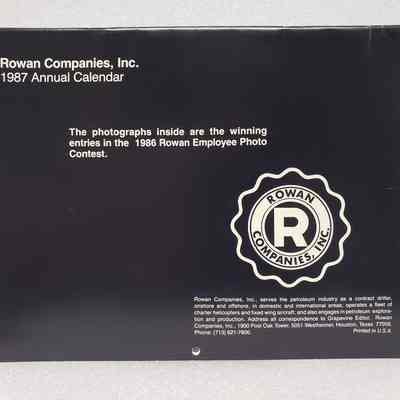 Rowan Companies, Inc.
1987 Annual Calendar
The photographs inside are the winning
entries in the 1986 Rowan Employee Photo
Contest.
ROWAN
R
COMPANIES, INC.
Rowan Companies, Inc., serves the petroleum industry as a contract driller,
onshore and offshore, in domestic and international areas, operates a fleet of
charter helicopters and fixed wing aircraft, and also engages in petroleum explora-
tion and production. Address all correspondence to Grapevine Editor, Rowan
Companies, Inc., 1900 Post Oak Tower, 5051 Westheimer, Houston, Texas 77056.
Phone: (713) 621-7800. Printed in U.S.A.